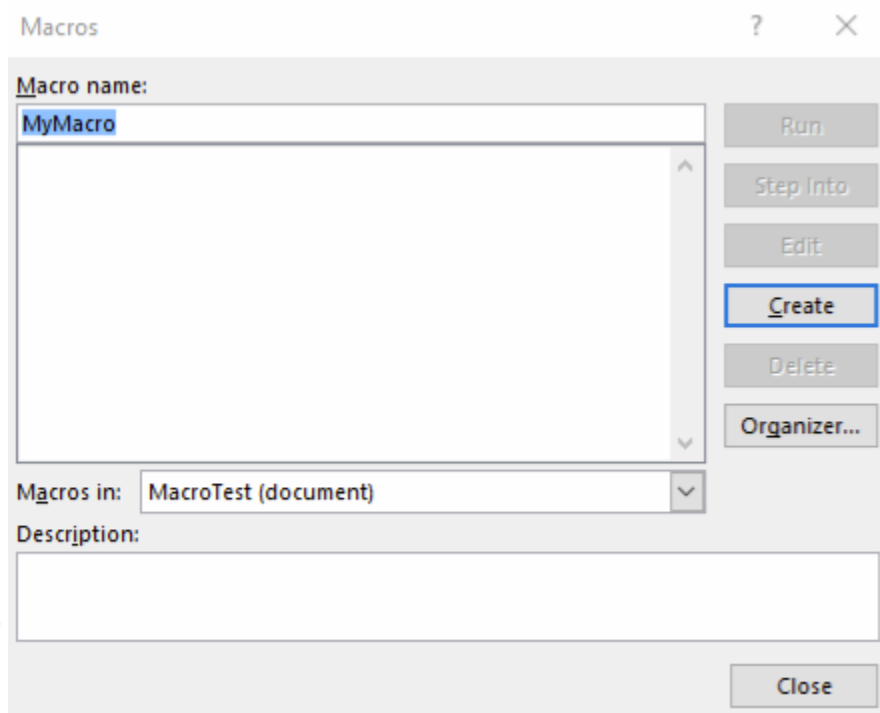 Macros
?
Macro name:
MyMacro
Run
Step Into
Edit
Create
Delete
Organizer...
Macros in: MacroTest (document)
Description:
Close